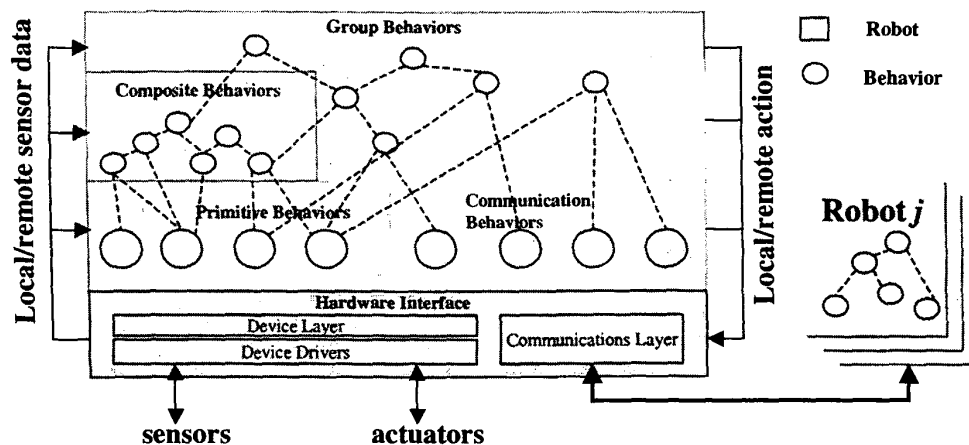 Group Behaviors
Robot
Behavior
Composite Behaviors
Local/remote sensor data
Local/remote action
Primitive Behaviors
Communication
Behaviors
Robot j
Hardware Interface
Device Layer
Device Drivers
Communications Layer
sensors
actuators